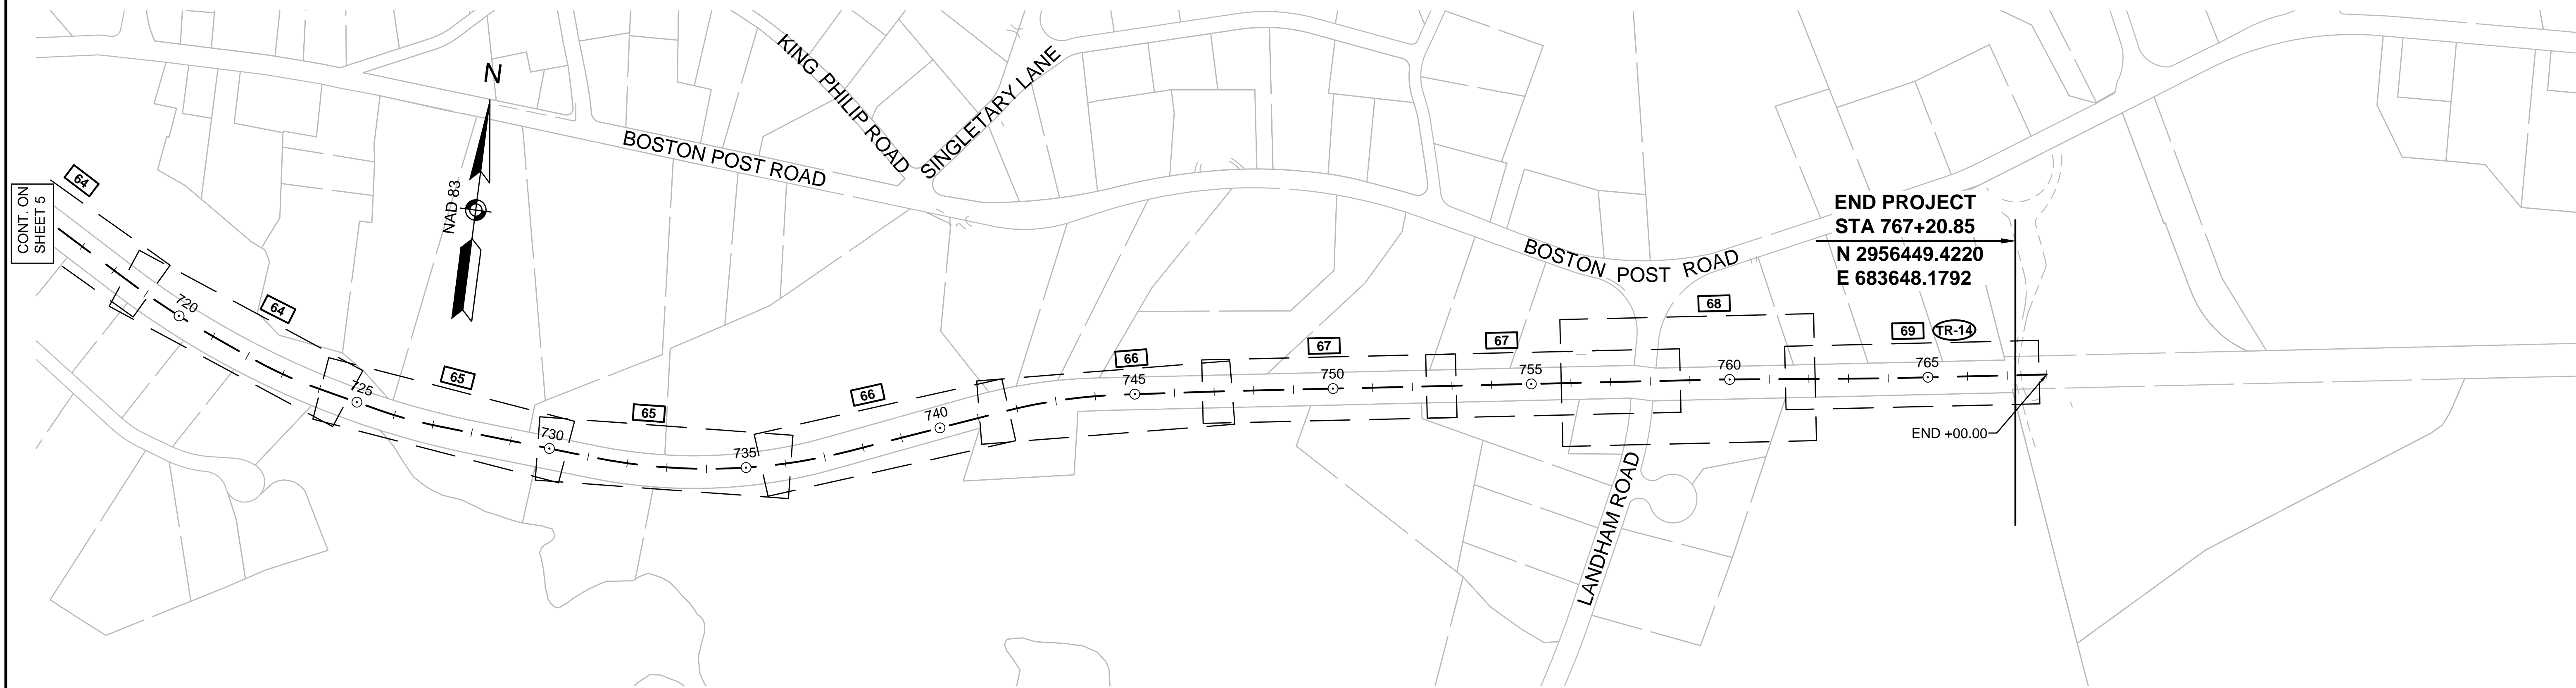 N
NAD 83
KING PHILIP ROAD
SINGLETARY LANE
BOSTON POST ROAD
CONT. ON
SHEET 5
64
64
65
65
66
66
67
67
68
69
TR-14
720
725
730
735
740
745
750
755
760
765
BOSTON POST ROAD
LANDHAM ROAD
END PROJECT
STA 767+20.85
N 2956449.4220
E 683648.1792
END +00.00